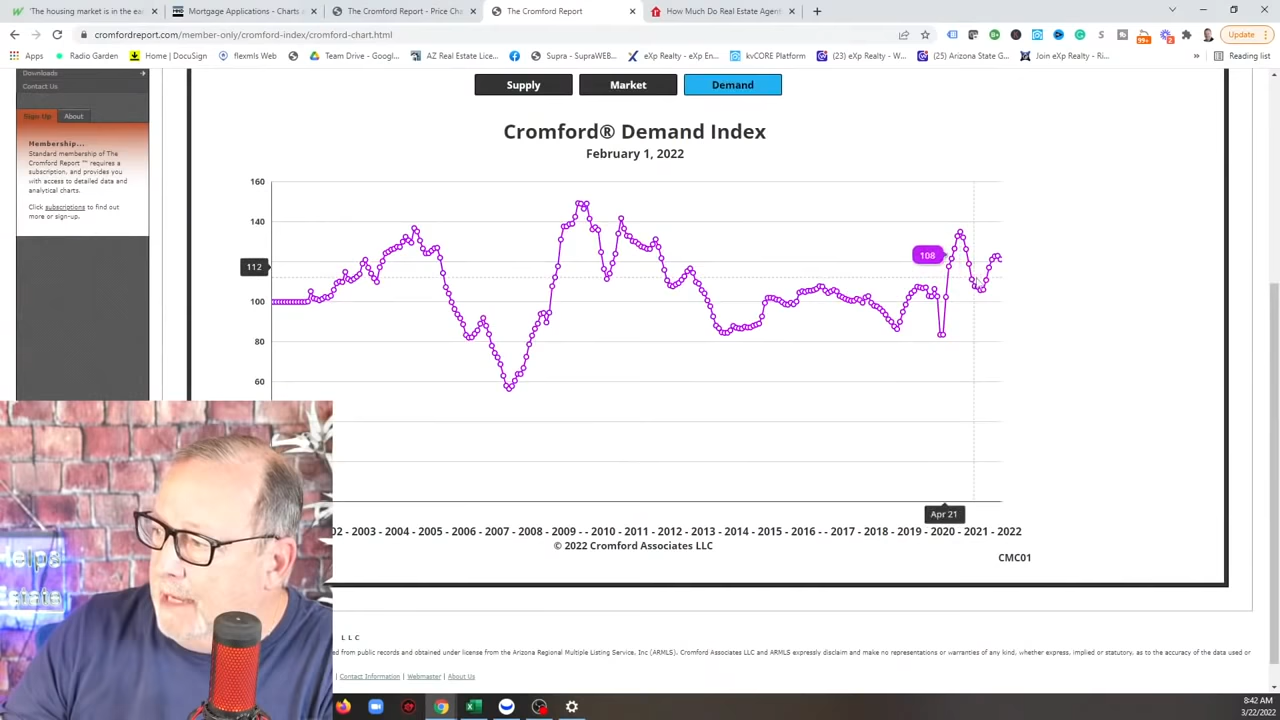 "The housing market is in the ea
Mortgage Applications - Charts
The Cromford Report - Price Ch
The Cromford Report
How Much Do Real Estate Agent
cromfordreport.com/member-only/cromford-index/cromford-chart.html
Update
Apps
Radio Garden
Home | DocuSign
flexmls Web
Team Drive - Googl...
AZ Real Estate Lice...
Supra - SupraWEB...
eXp Realty - eXp En...
kvCORE Platform
(23) eXp Realty - W...
(25) Arizona State G...
Join eXp Realty - Ri...
»
Reading list
Downloads
Contact Us
Sign Up
About
Membership...
Standard membership of The
Cromford Report ™ requires a
subscription, and provides you
with access to detailed data and
analytical charts.
Click subscriptions to find out
more or sign-up.
Supply
Market
Demand
Cromford® Demand Index
February 1, 2022
160
140
112
100
80
60
108
Apr 21
02 - 2003 - 2004 - 2005 - 2006 - 2007 - 2008 - 2009 - - 2010 - 2011 - 2012 - 2013 - 2014 - 2015 - 2016 - - 2017 - 2018 - 2019 - 2020 - 2021 - 2022
© 2022 Cromford Associates LLC
CMC01
LLC
ed from public records and obtained under license from the Arizona Regional Multiple Listing Service, Inc (ARMLS). Cromford Associates LLC and ARMLS expressly disclaim and make no representations or warranties of any kind, whether express, implied or statutory, as to the accuracy of the data used or
| Contact Information | Webmaster | About Us
8:42 AM
3/22/2022